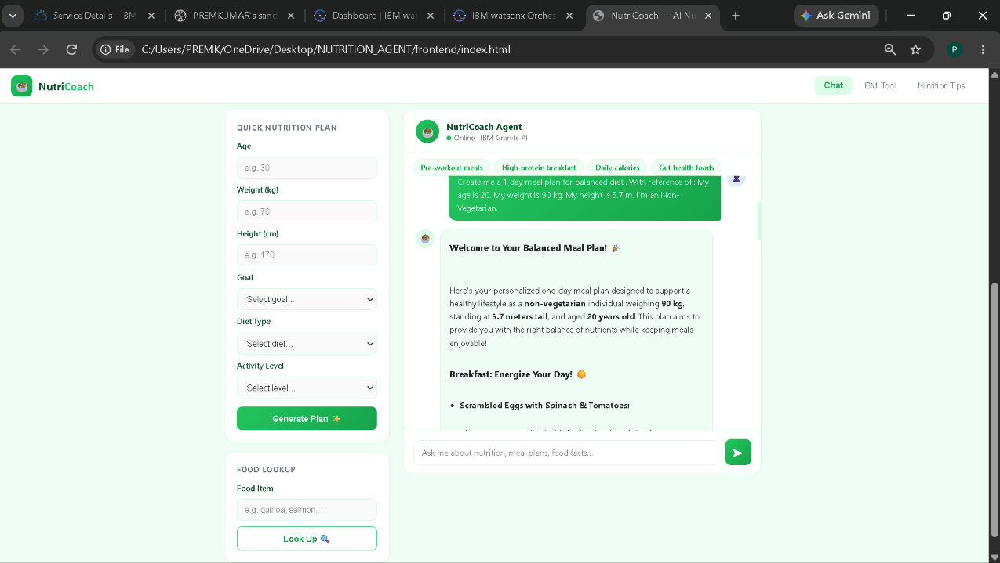 Service Details - IBM
PREMKUMAR's sand
Dashboard | IBM wat
IBM watsonx Orches
NutriCoach — AI Nu
Ask Gemini
File
C:/Users/PREMK/OneDrive/Desktop/NUTRITION_AGENT/frontend/index.html
P
NutriCoach
Chat
BMI Tool
Nutrition Tips
QUICK NUTRITION PLAN
Age
e.g. 30
Weight (kg)
e.g. 70
Height (cm)
e.g. 170
Goal
Select goal...
Diet Type
Select diet...
Activity Level
Select level...
Generate Plan ✨
FOOD LOOKUP
Food Item
e.g. quinoa, salmon...
Look Up 🔍
NutriCoach Agent
Online · IBM Granite AI
Pre-workout meals
High-protein breakfast
Daily calories
Gut health foods
Create me a 1 day meal plan for balanced diet . With reference of : My
age is 20. My weight is 90 kg. My height is 5.7 m. I'm an Non-
Vegetarian.
Welcome to Your Balanced Meal Plan! 🎉
Here's your personalized one-day meal plan designed to support a
healthy lifestyle as a non-vegetarian individual weighing 90 kg,
standing at 5.7 meters tall, and aged 20 years old. This plan aims to
provide you with the right balance of nutrients while keeping meals
enjoyable!
Breakfast: Energize Your Day! 🌞
• Scrambled Eggs with Spinach & Tomatoes:
Ask me about nutrition, meal plans, food facts...